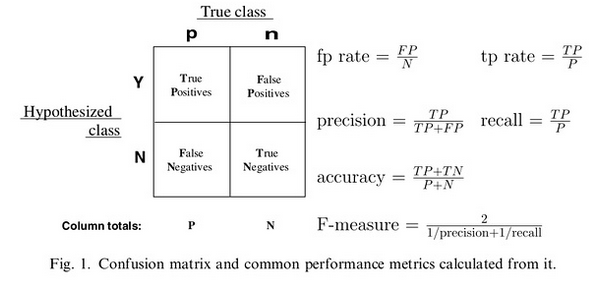 True class
p n
fp rate = FP/N tp rate = TP/P
Y True Positives False Positives
Hypothesized class
precision = TP/TP+FP recall = TP/P
N False Negatives True Negatives
accuracy = TP+TN/P+N
Column totals: P N
F-measure = 2/1/precision+1/recall
Fig. 1. Confusion matrix and common performance metrics calculated from it.